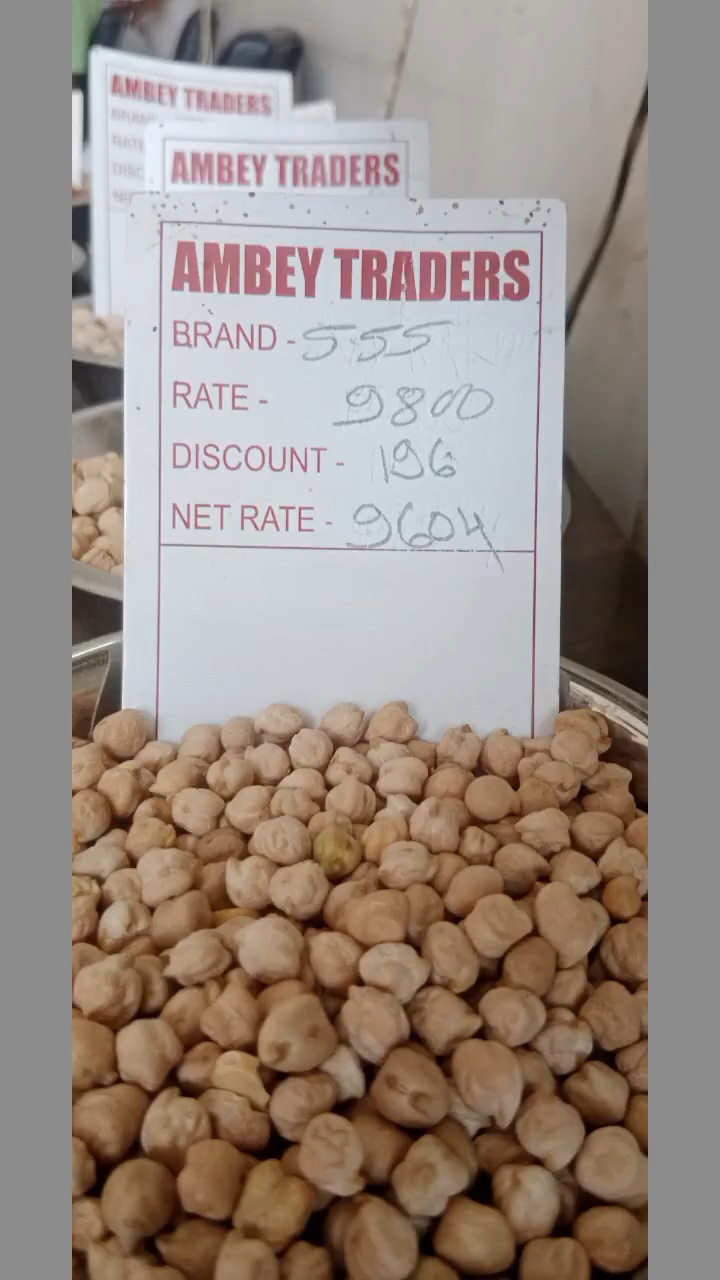 AMBEY TRADERS
AMBEY TRADERS
AMBEY TRADERS
BRAND - 555
RATE - 9800
DISCOUNT - 196
NET RATE - 9604